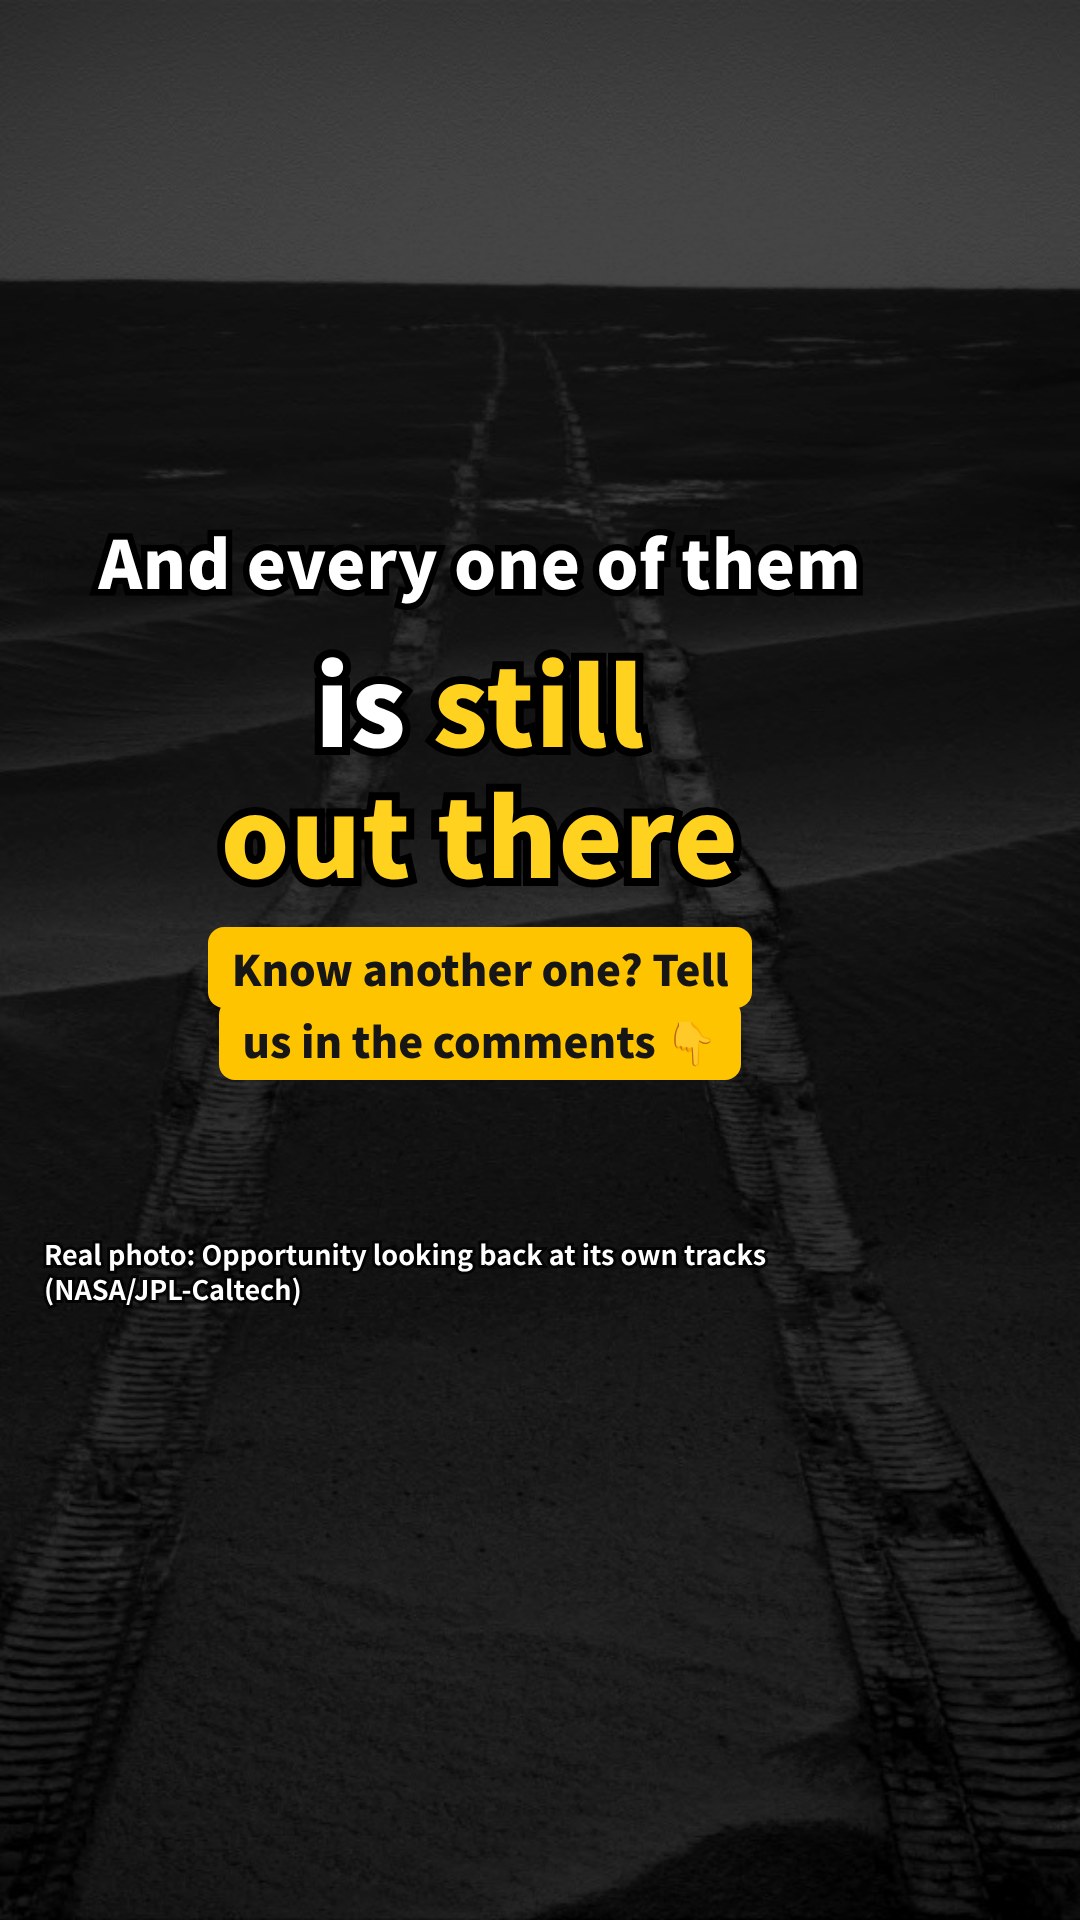 And every one of them
is still
out there
Know another one? Tell
us in the comments 👇
Real photo: Opportunity looking back at its own tracks
(NASA/JPL-Caltech)